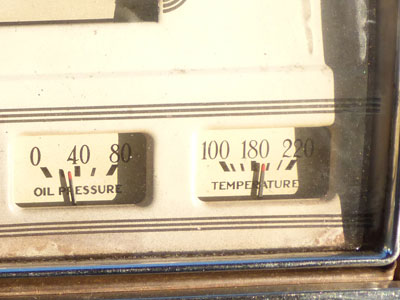 0 40 80
OIL PRESSURE
100 180 220
TEMPERATURE